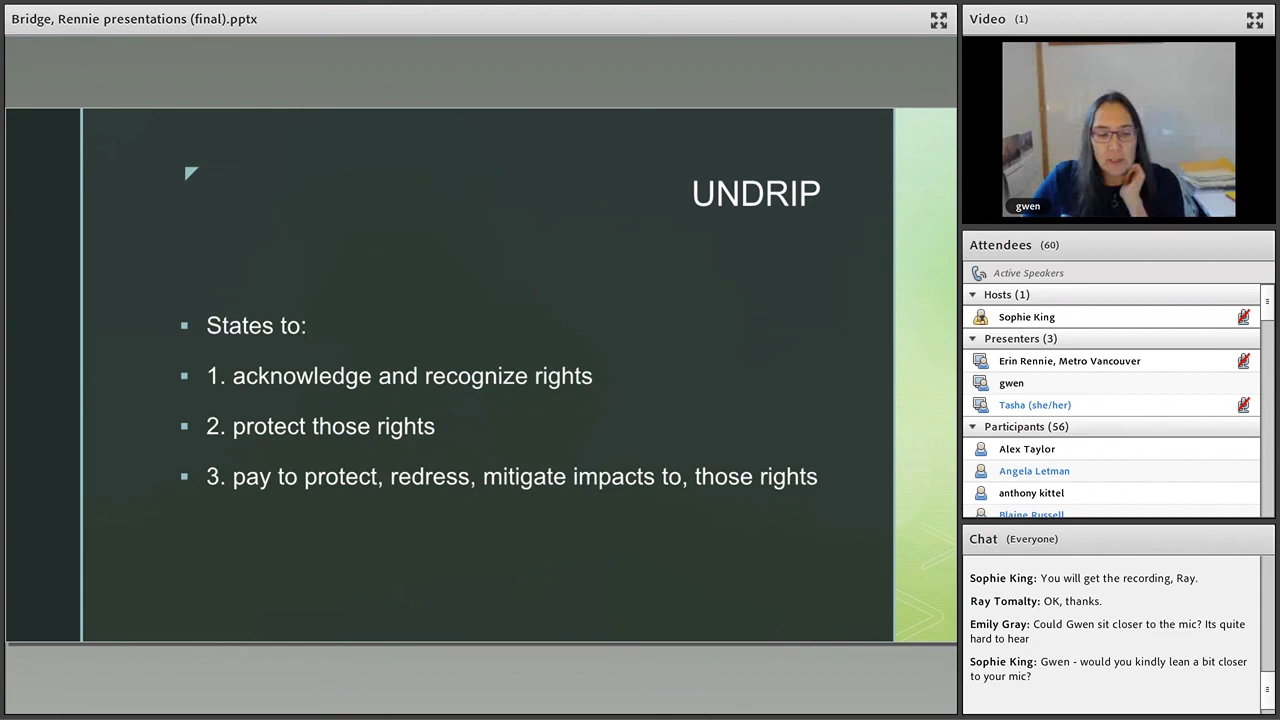 Bridge, Rennie presentations (final).pptx
UNDRIP
States to:
1. acknowledge and recognize rights
2. protect those rights
3. pay to protect, redress, mitigate impacts to, those rights
Video (1)
gwen
Attendees (60)
Active Speakers
Hosts (1)
Sophie King
Presenters (3)
Erin Rennie, Metro Vancouver
gwen
Tasha (she/her)
Participants (56)
Alex Taylor
Angela Letman
anthony kittel
Blaine Russell
Chat (Everyone)
Sophie King: You will get the recording, Ray.
Ray Tomalty: OK, thanks.
Emily Gray: Could Gwen sit closer to the mic? Its quite
hard to hear
Sophie King: Gwen - would you kindly lean a bit closer
to your mic?